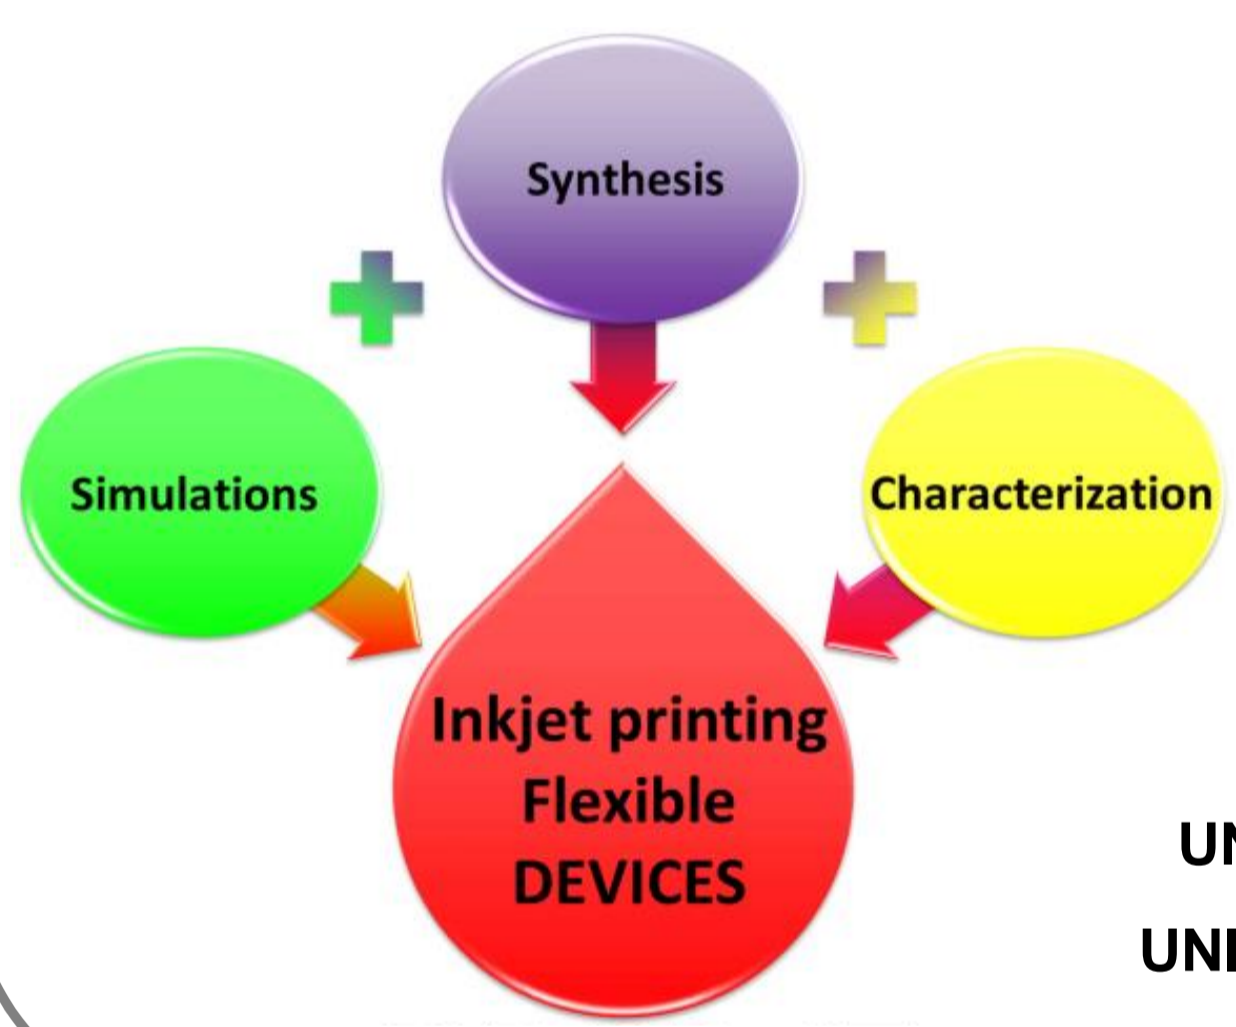 Synthesis
Simulations
Characterization
Inkjet printing
Flexible
DEVICES